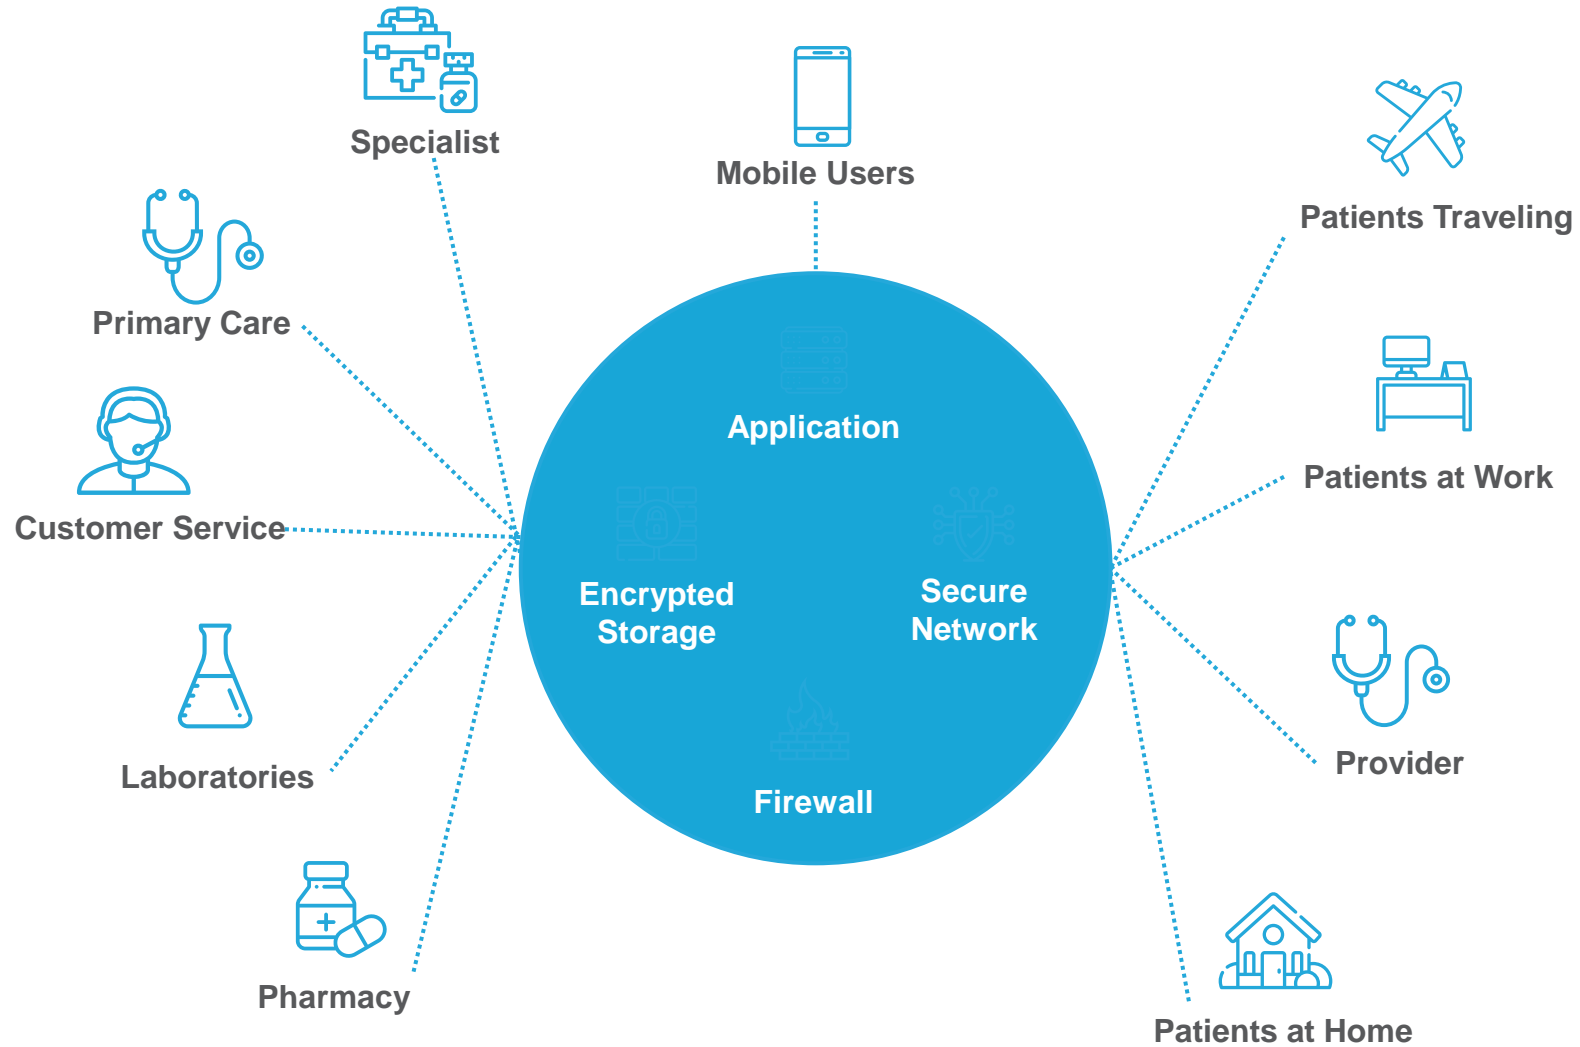 Specialist
Mobile Users
Patients Traveling
Primary Care
Application
Patients at Work
Customer Service
Encrypted
Storage
Secure
Network
Laboratories
Provider
Firewall
Pharmacy
Patients at Home